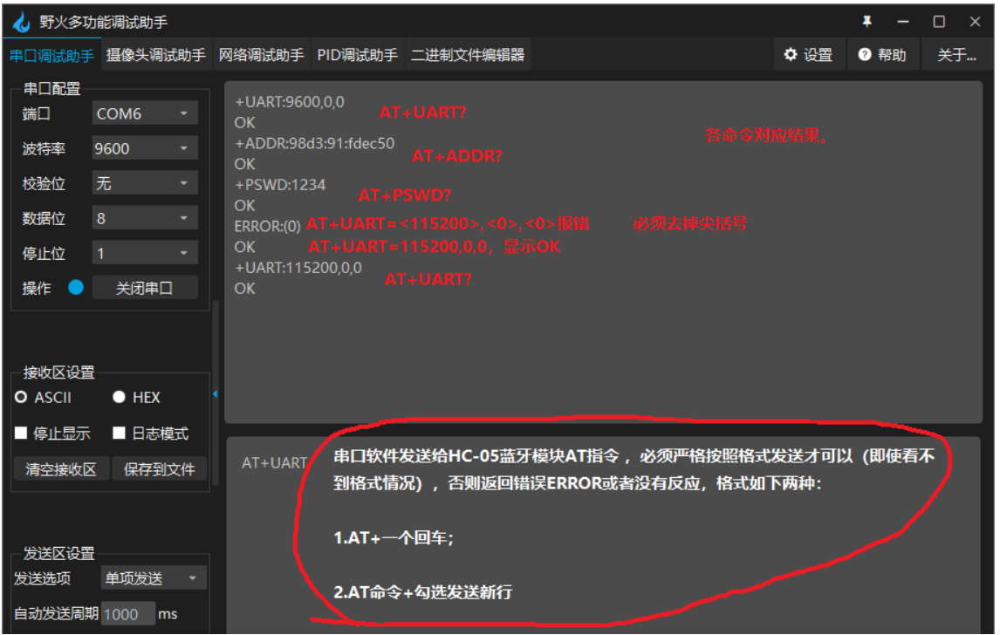 野火多功能调试助手
串口调试助手 摄像头调试助手 网络调试助手 PID调试助手 二进制文件编辑器 设置 帮助 关于...
串口配置
端口 COM6
波特率 9600
校验位 无
数据位 8
停止位 1
操作 关闭串口
接收区设置
ASCII HEX
停止显示 日志模式
清空接收区 保存到文件
发送区设置
发送选项 单项发送
自动发送周期 1000 ms
+UART:9600,0,0
AT+UART?
OK
各命令对应结果。
+ADDR:98d3:91:fdec50
AT+ADDR?
OK
+PSWD:1234
AT+PSWD?
OK
ERROR:(0) AT+UART=<115200>,<0>,<0>报错 必须去掉尖括号
OK AT+UART=115200,0,0，显示OK
+UART:115200,0,0
AT+UART?
OK
AT+UART
串口软件发送给HC-05蓝牙模块AT指令，必须严格按照格式发送才可以（即使看不
到格式情况），否则返回错误ERROR或者没有反应，格式如下两种：
1.AT+一个回车；
2.AT命令+勾选发送新行